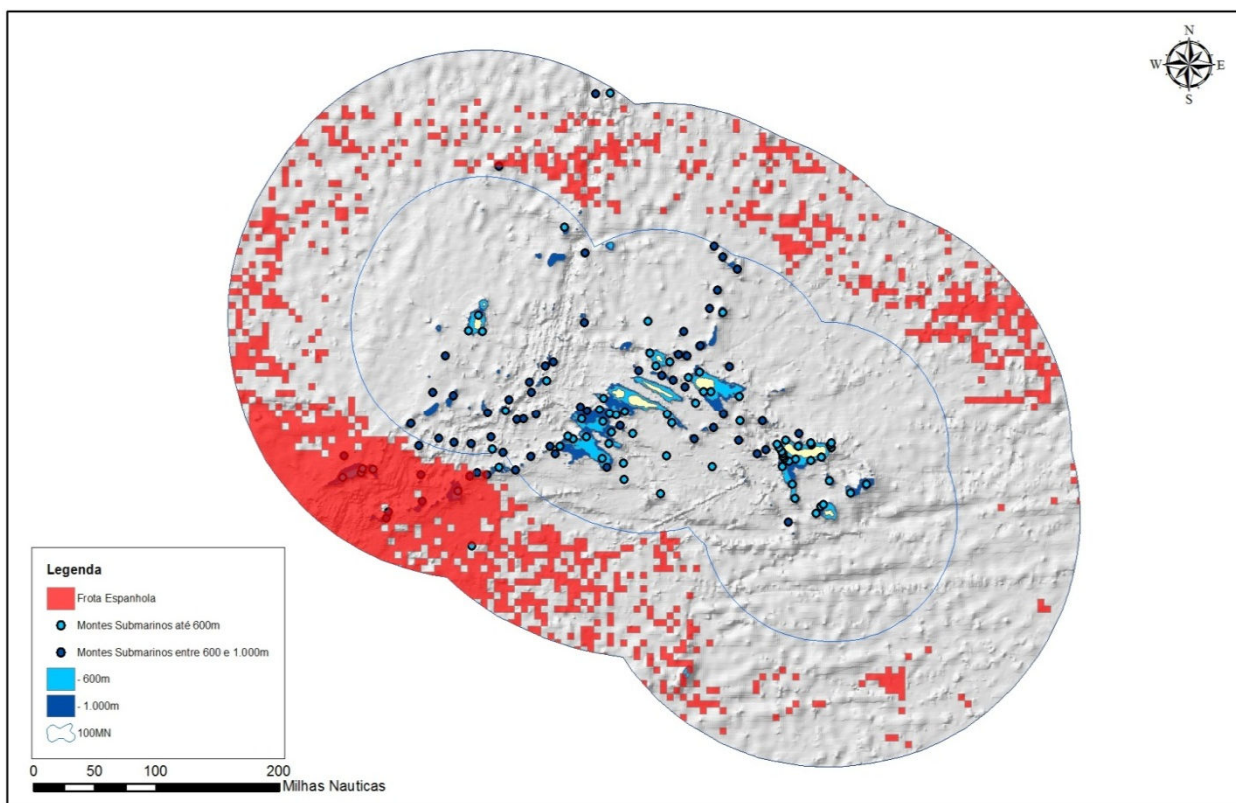 N
W E
S
Legenda
Frota Espanhola
Montes Submarinos até 600m
Montes Submarinos entre 600 e 1.000m
- 600m
- 1.000m
100MN
0 50 100 200
Milhas Nauticas